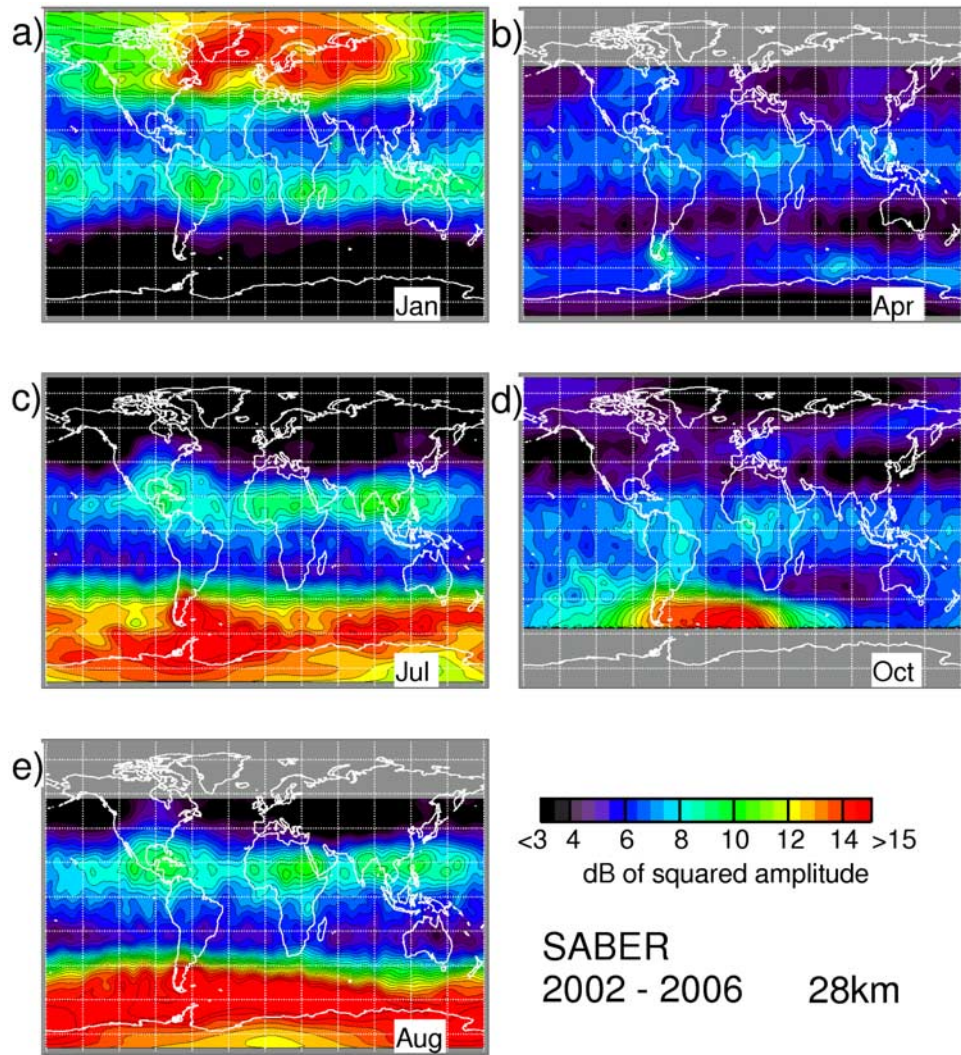 a)
Jan
b)
Apr
c)
Jul
d)
Oct
e)
Aug
<3 4 6 8 10 12 14 >15
dB of squared amplitude
SABER
2002 - 2006 28km